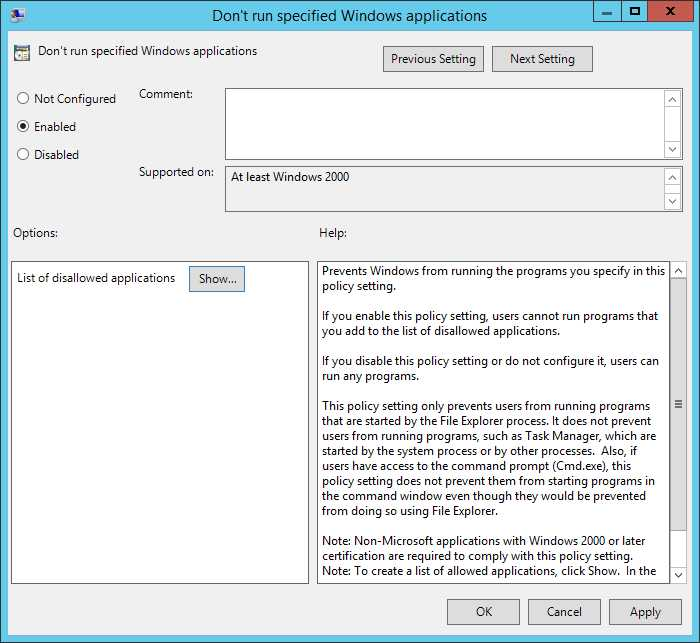 Don't run specified Windows applications
Don't run specified Windows applications
Previous Setting
Next Setting
Not Configured
Enabled
Disabled
Comment:
Supported on:
At least Windows 2000
Options:
Help:
List of disallowed applications
Show...
Prevents Windows from running the programs you specify in this
policy setting.
If you enable this policy setting, users cannot run programs that
you add to the list of disallowed applications.
If you disable this policy setting or do not configure it, users can
run any programs.
This policy setting only prevents users from running programs
that are started by the File Explorer process. It does not prevent
users from running programs, such as Task Manager, which are
started by the system process or by other processes.  Also, if
users have access to the command prompt (Cmd.exe), this
policy setting does not prevent them from starting programs in
the command window even though they would be prevented
from doing so using File Explorer.
Note: Non-Microsoft applications with Windows 2000 or later
certification are required to comply with this policy setting.
Note: To create a list of allowed applications, click Show.  In the
OK
Cancel
Apply